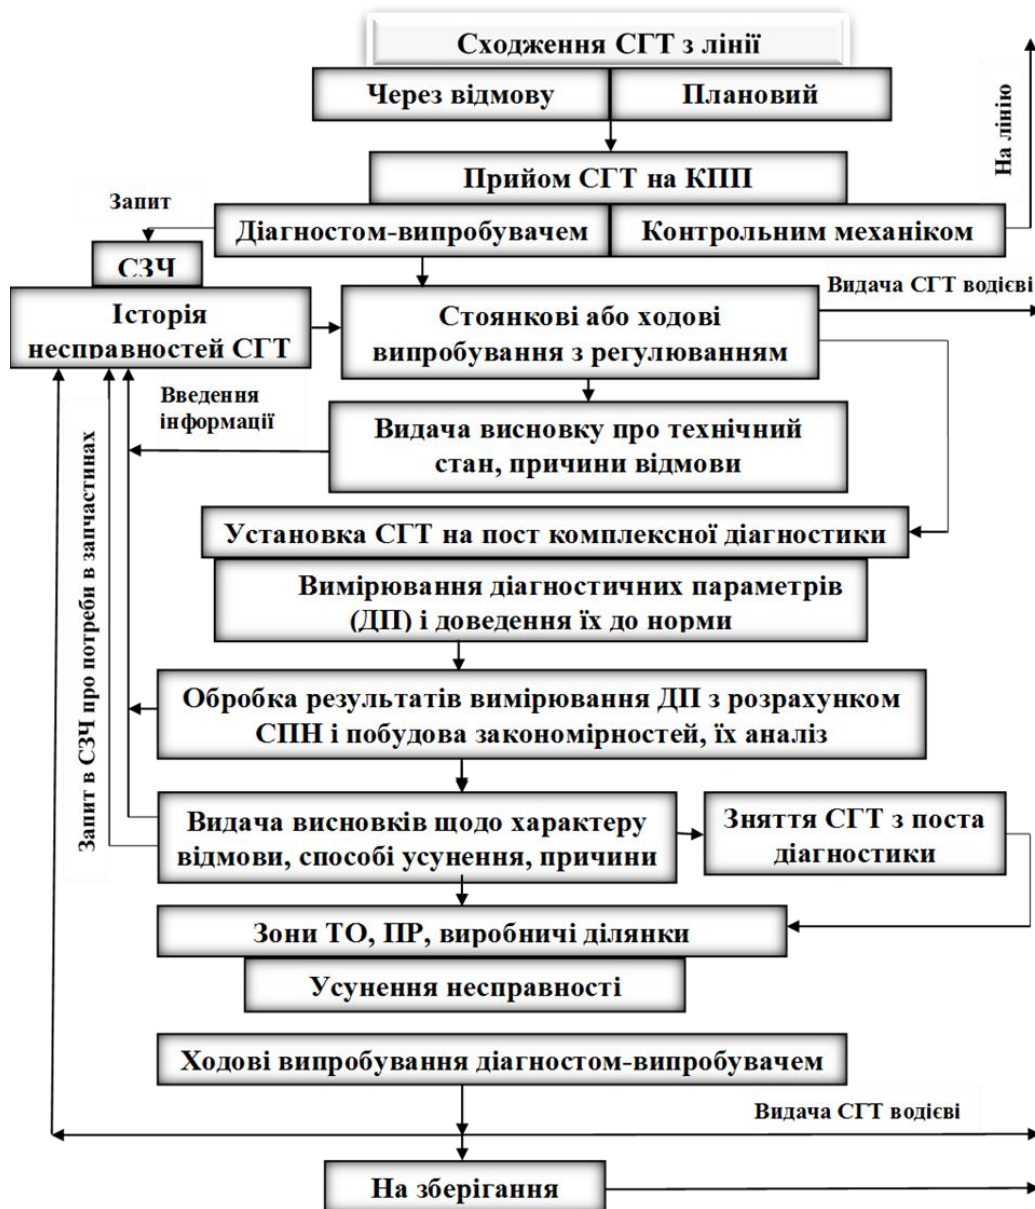 Сходження СГТ з лінії
Через відмову
Плановий
На лінію
Прийом СГТ на КПП
Запит
Діагностом-випробувачем
Контрольним механіком
СЗЧ
Видача СГТ водієві
Історія
несправностей СГТ
Стоянкові або ходові
випробування з регулюванням
Введення
інформації
Видача висновку про технічний
стан, причини відмови
Запит в СЗЧ про потреби в запчастинах
Установка СГТ на пост комплексної діагностики
Вимірювання діагностичних параметрів
(ДП) і доведення їх до норми
Обробка результатів вимірювання ДП з розрахунком
СПН і побудова закономірностей, їх аналіз
Видача висновків щодо характеру
відмови, способі усунення, причини
Зняття СГТ з поста
діагностики
Зони ТО, ПР, виробничі ділянки
Усунення несправності
Ходові випробування діагностом-випробувачем
Видача СГТ водієві
На зберігання